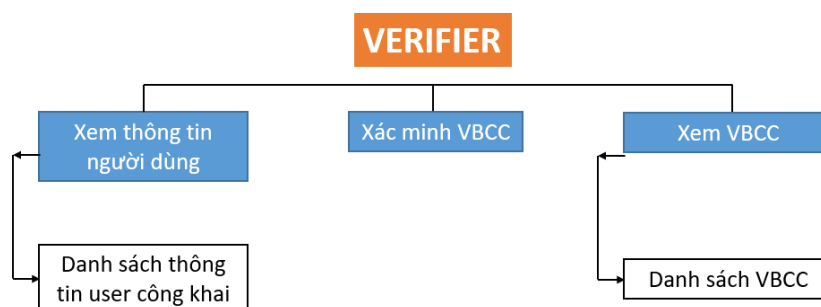 VERIFIER
Xem thông tin
người dùng
Xác minh VBCC
Xem VBCC
Danh sách thông
tin user công khai
Danh sách VBCC